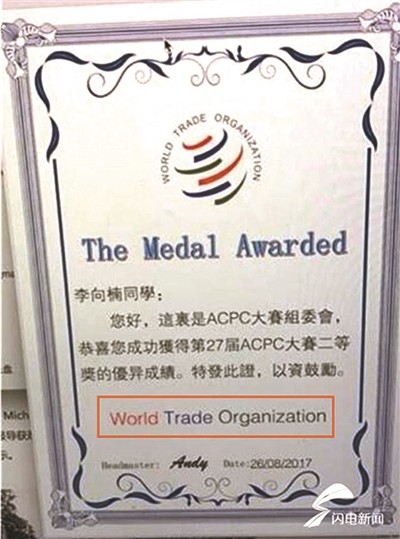 WORLD TRADE ORGANIZATION
The Medal Awarded
李向楠同學：
您好，這裏是ACPC大賽組委會，
恭喜您成功獲得第27届ACPC大賽二等
獎的優异成績。特發此證，以資鼓勵。
World Trade Organization
Headmaster: Andy Date:26/08/2017
Mich
闪电新闻